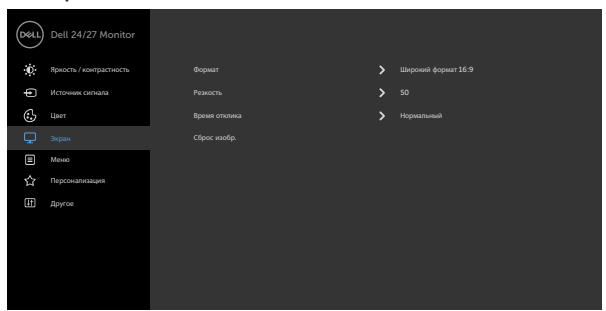 DELL
Dell 24/27 Monitor
Яркость / контрастность
Формат
Широкий формат 16:9
Источник сигнала
Резкость
50
Цвет
Время отклика
Нормальный
Экран
Сброс изобр.
Меню
Персонализация
Другое